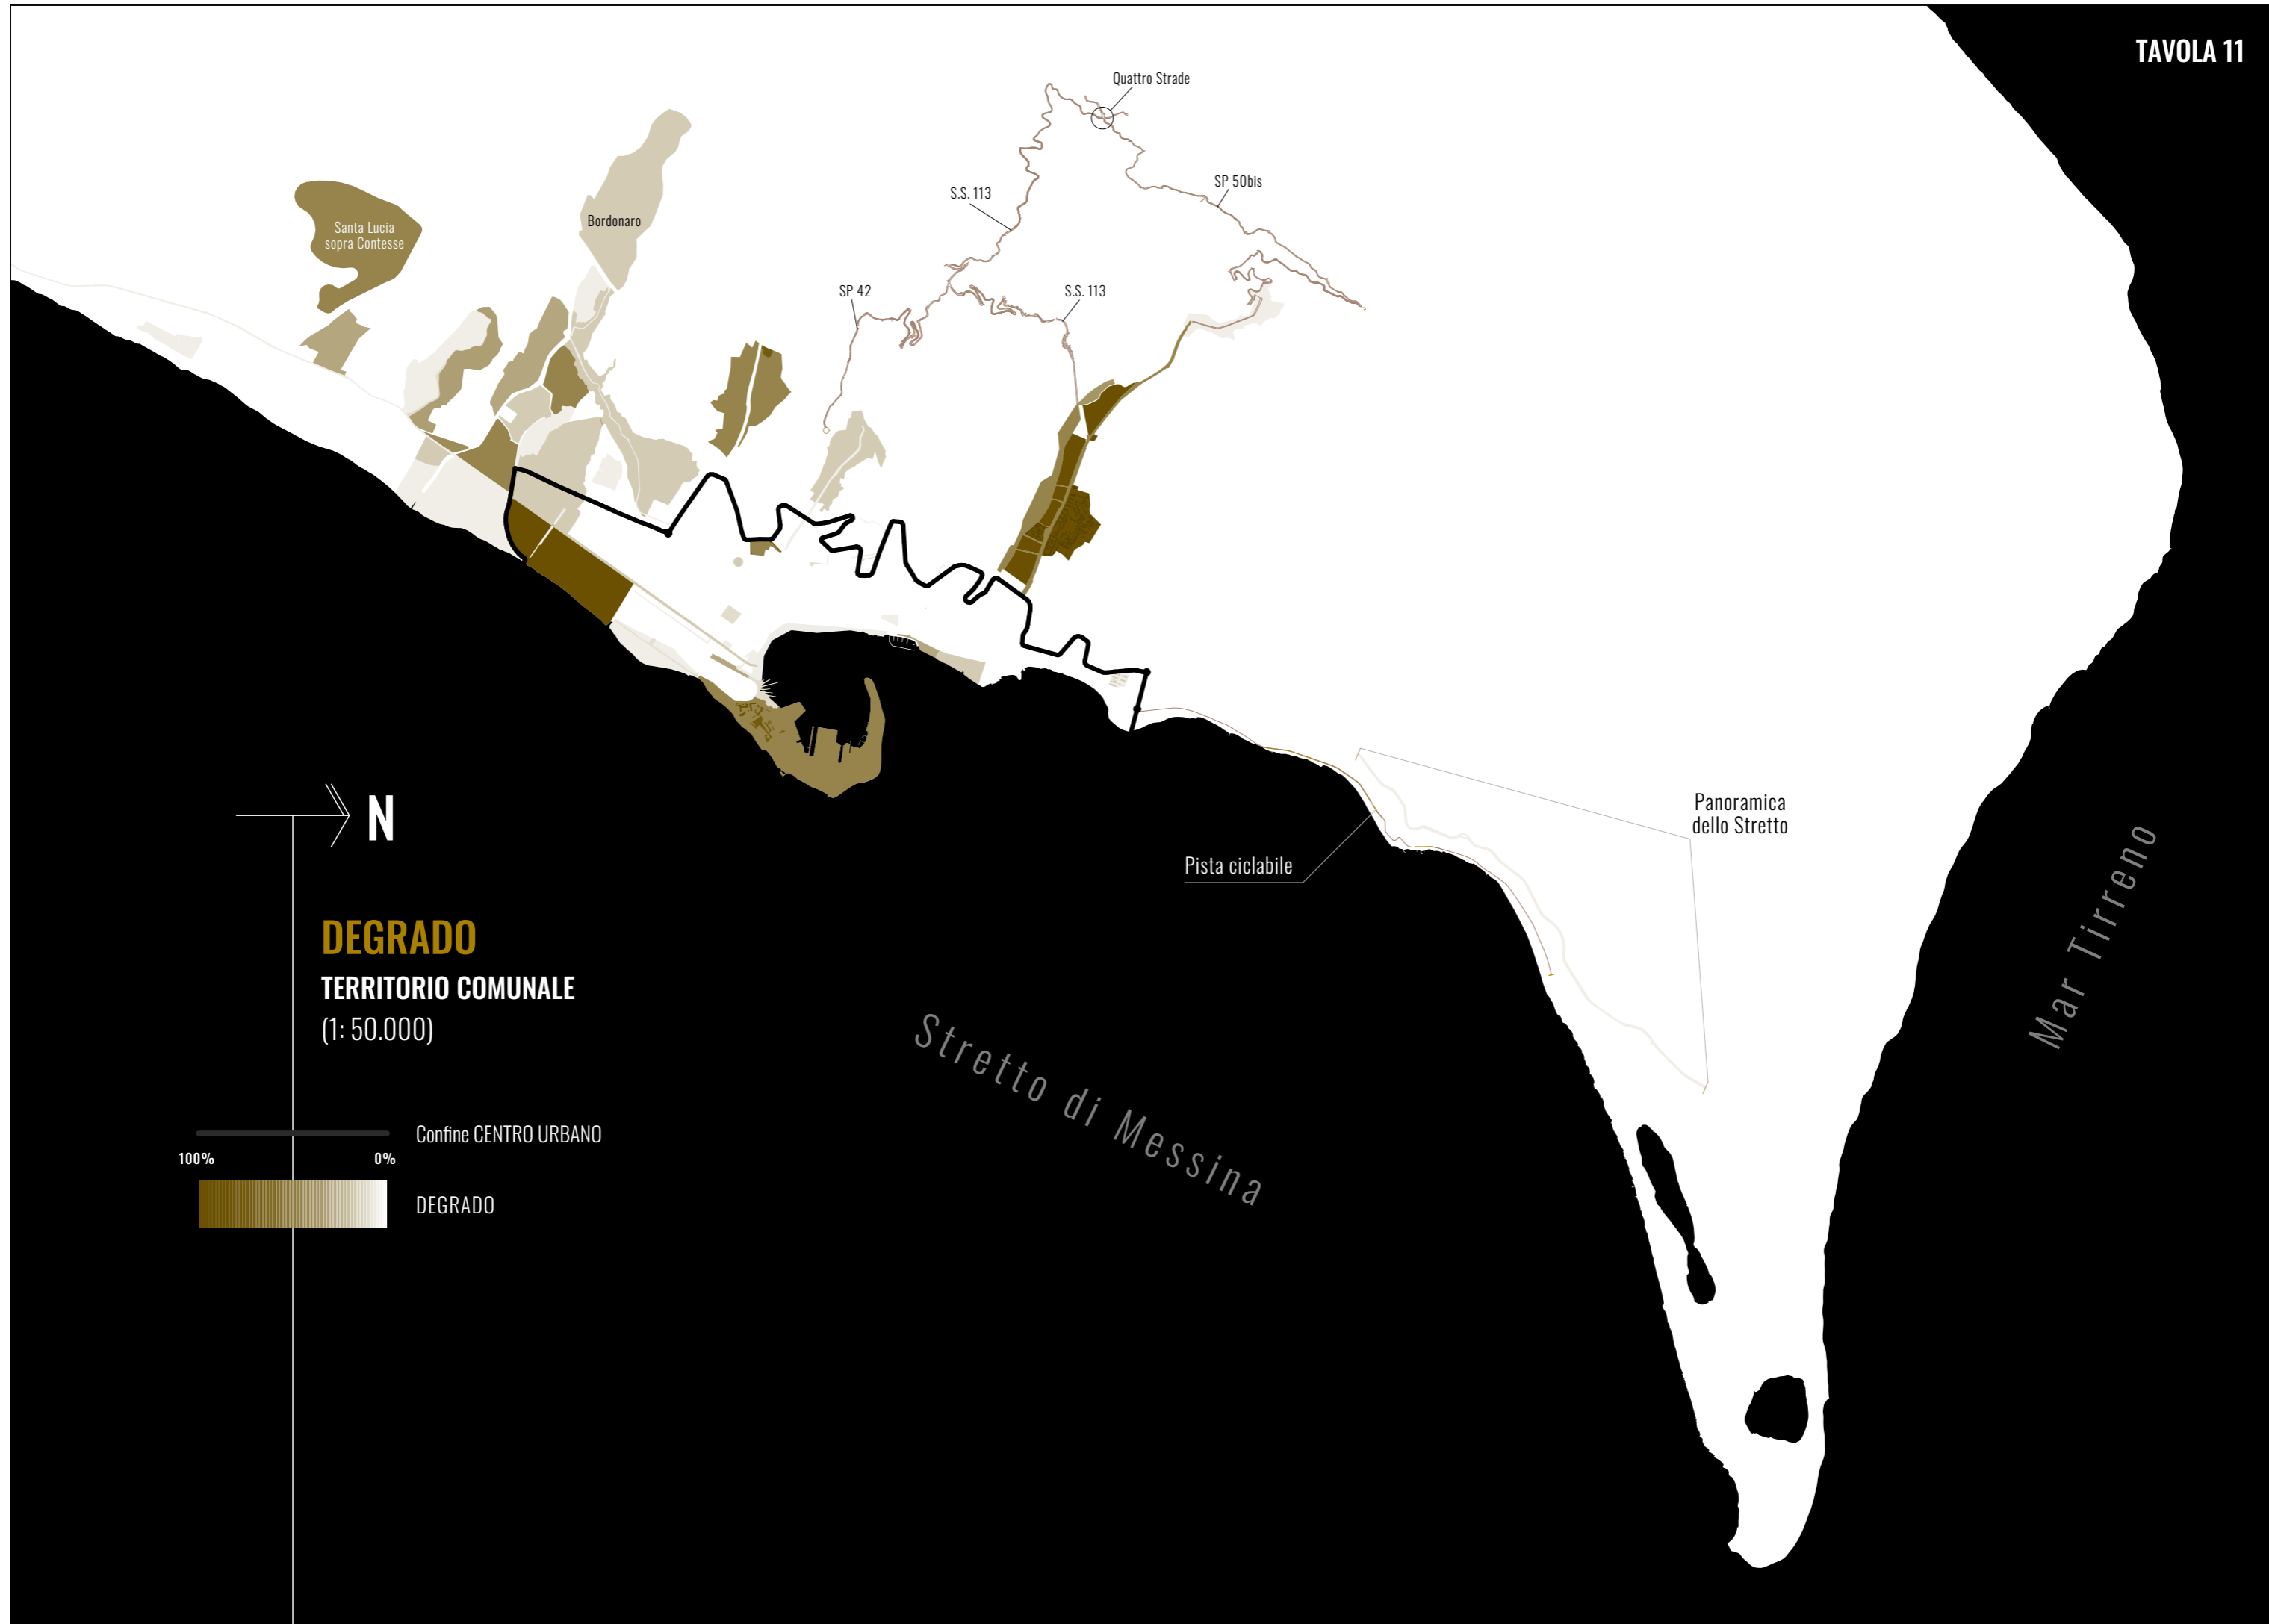 TAVOLA 11
Quattro Strade
SP 50bis
S.S. 113
Bordonaro
Santa Lucia
sopra Contesse
SP 42
S.S. 113
Panoramica
dello Stretto
Pista ciclabile
N
DEGRADO
TERRITORIO COMUNALE
(1: 50.000)
Stretto di Messina
Mar Tirreno
Confine CENTRO URBANO
100% 0%
DEGRADO